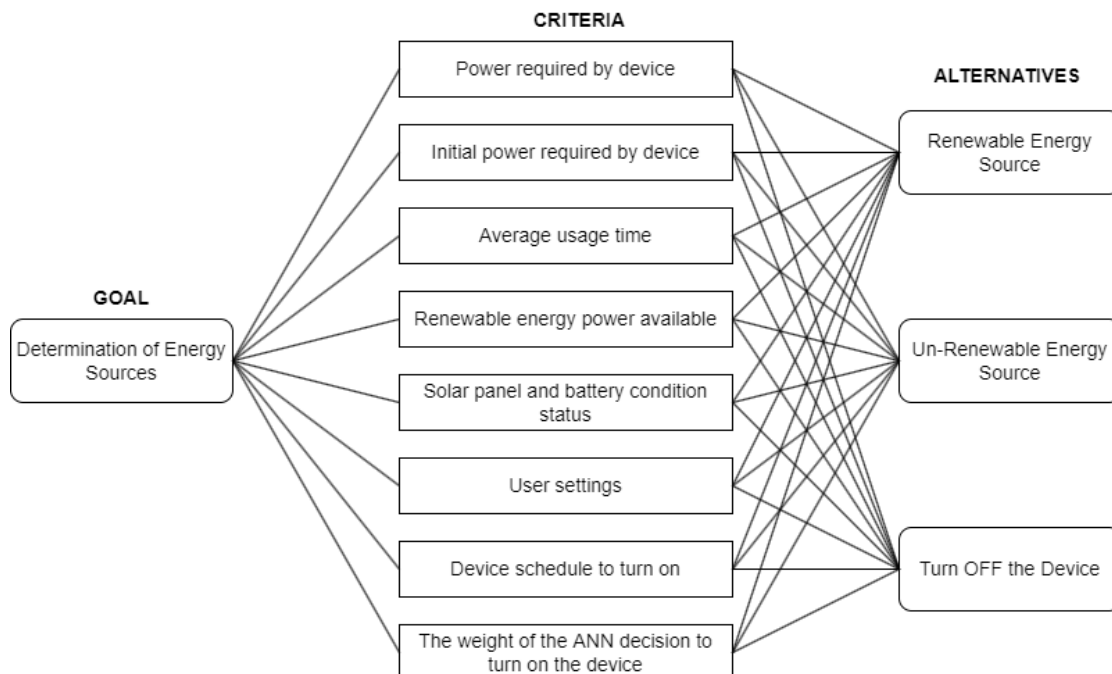 CRITERIA
Power required by device
ALTERNATIVES
Initial power required by device
Renewable Energy
Source
Average usage time
GOAL
Renewable energy power available
Determination of Energy
Sources
Un-Renewable Energy
Source
Solar panel and battery condition
status
User settings
Device schedule to turn on
Turn OFF the Device
The weight of the ANN decision to
turn on the device